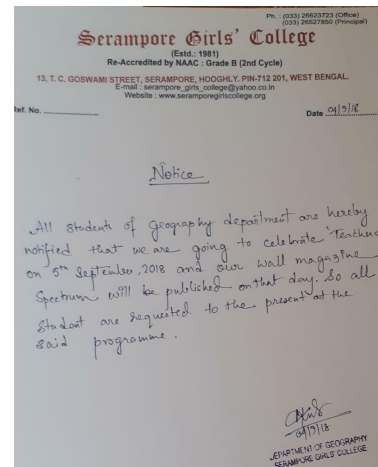 Ph. : (033) 26623723 (Office)
(033) 26527850 (Principal)
Serampore Girls' College
(Estd.: 1981)
Re-Accredited by NAAC : Grade B (2nd Cycle)
13, T. C. GOSWAMI STREET, SERAMPORE, HOOGHLY. PIN-712 201, WEST BENGAL.
E-mail : serampore_girls_college@yahoo.co.in
Website : www.seramporegirlscollege.org
Ref. No. Date 04/9/18
Notice
All students of Geography department are hereby
notified that we are going to celebrate Teachers
on 5th September, 2018 and our Wall magazine
Spectrum will be published on that day. So all
Student are requested to the present at the
said programme.
04/9/18
DEPARTMENT OF GEOGRAPHY
SERAMPORE GIRLS' COLLEGE